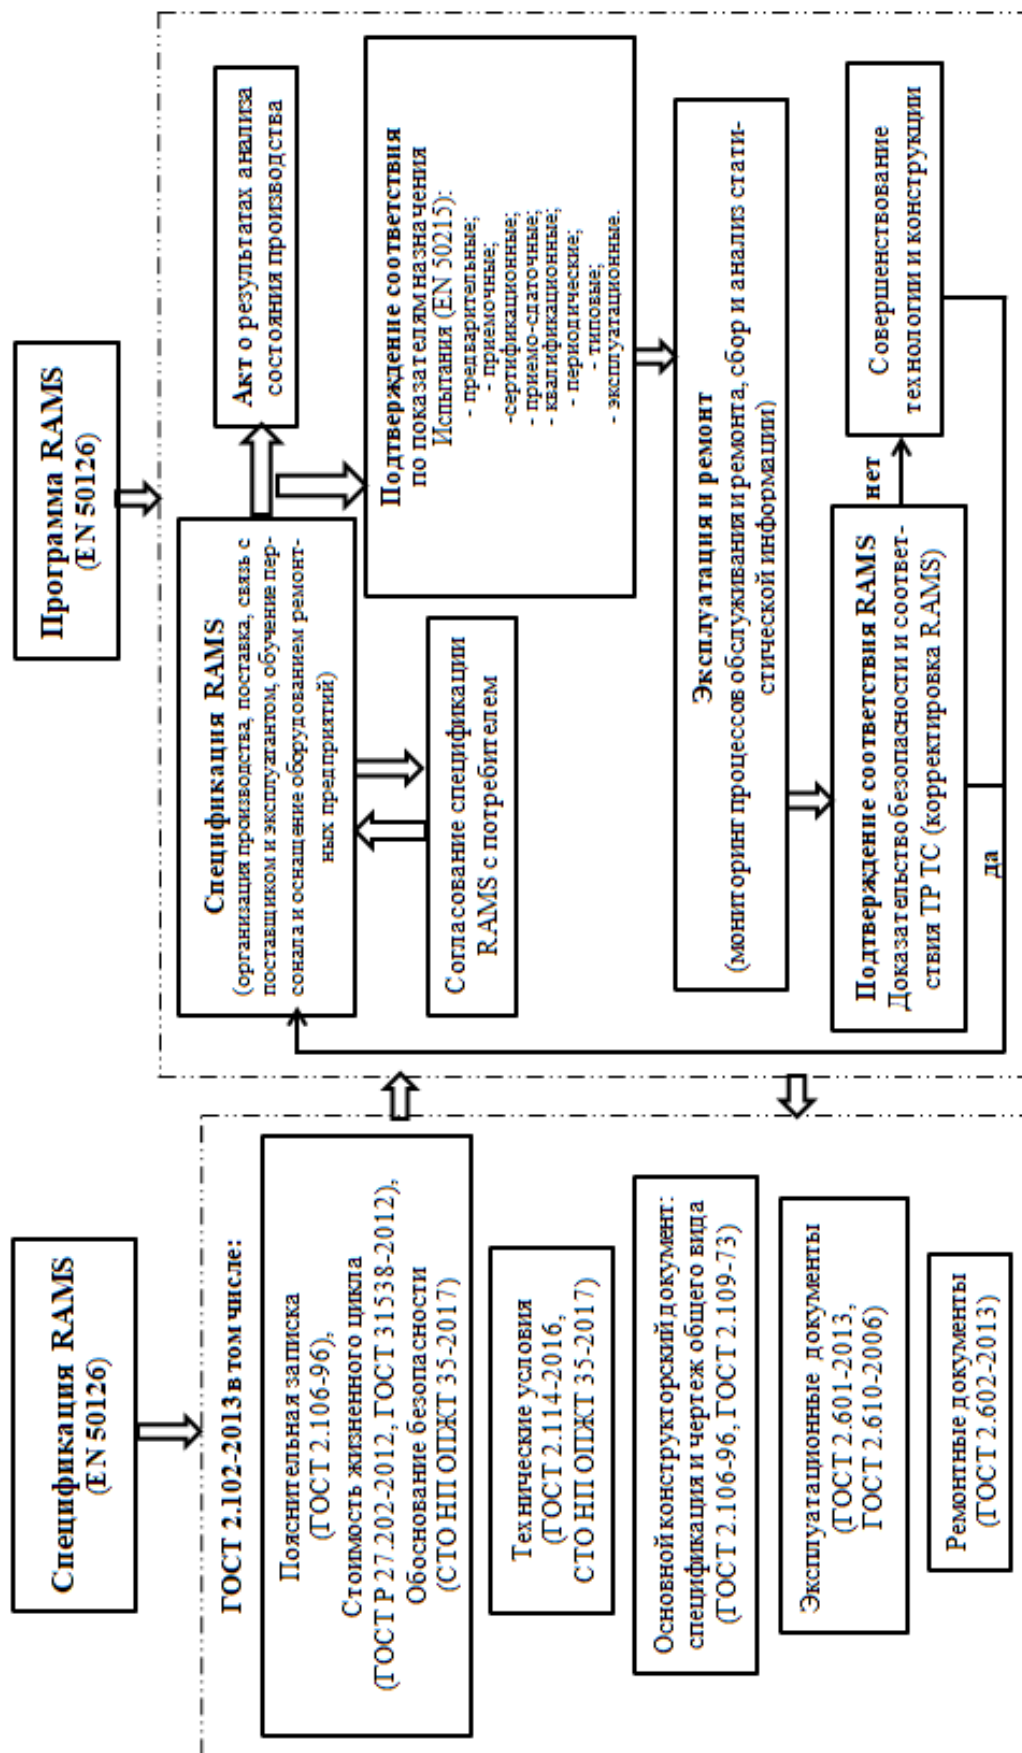 Спецификация RAMS
(EN 50126)
ГОСТ 2.102-2013 в том числе:
Пояснительная записка
(ГОСТ 2.106-96),
Стоимость жизненного цикла
(ГОСТ Р 27.202-2012, ГОСТ 31538-2012),
Обоснование безопасности
(СТО НП ОПЖТ 35-2017)
Технические условия
(ГОСТ 2.114-2016,
СТО НП ОПЖТ 35-2017)
Основной конструкторский документ:
спецификация и чертеж общего вида
(ГОСТ 2.106-96, ГОСТ 2.109-73)
Эксплуатационные документы
(ГОСТ 2.601-2013,
ГОСТ 2.610-2006)
Ремонтные документы
(ГОСТ 2.602-2013)
Программа RAMS
(EN 50126)
Спецификация RAMS
(организация производства, поставка, связь с
поставщиком и эксплуатантом, обучение пер-
сонала и оснащение оборудованием ремонт-
ных предприятий)
Акт о результатах анализа
состояния производства
Согласование спецификации
RAMS с потребителем
Подтверждение соответствия
по показателям назначения
Испытания (EN 50215):
- предварительные;
- приемочные;
-сертификационные;
- приемо-сдаточные;
- квалификационные;
- периодические;
- типовые;
- эксплуатационные.
Эксплуатация и ремонт
(мониторинг процессов обслуживания и ремонта, сбор и анализ стати-
стической информации)
Подтверждение соответствия RAMS
Доказательство безопасности и соответ-
ствия ТР ТС (корректировка RAMS)
нет
Совершенствование
технологии и конструкции
да